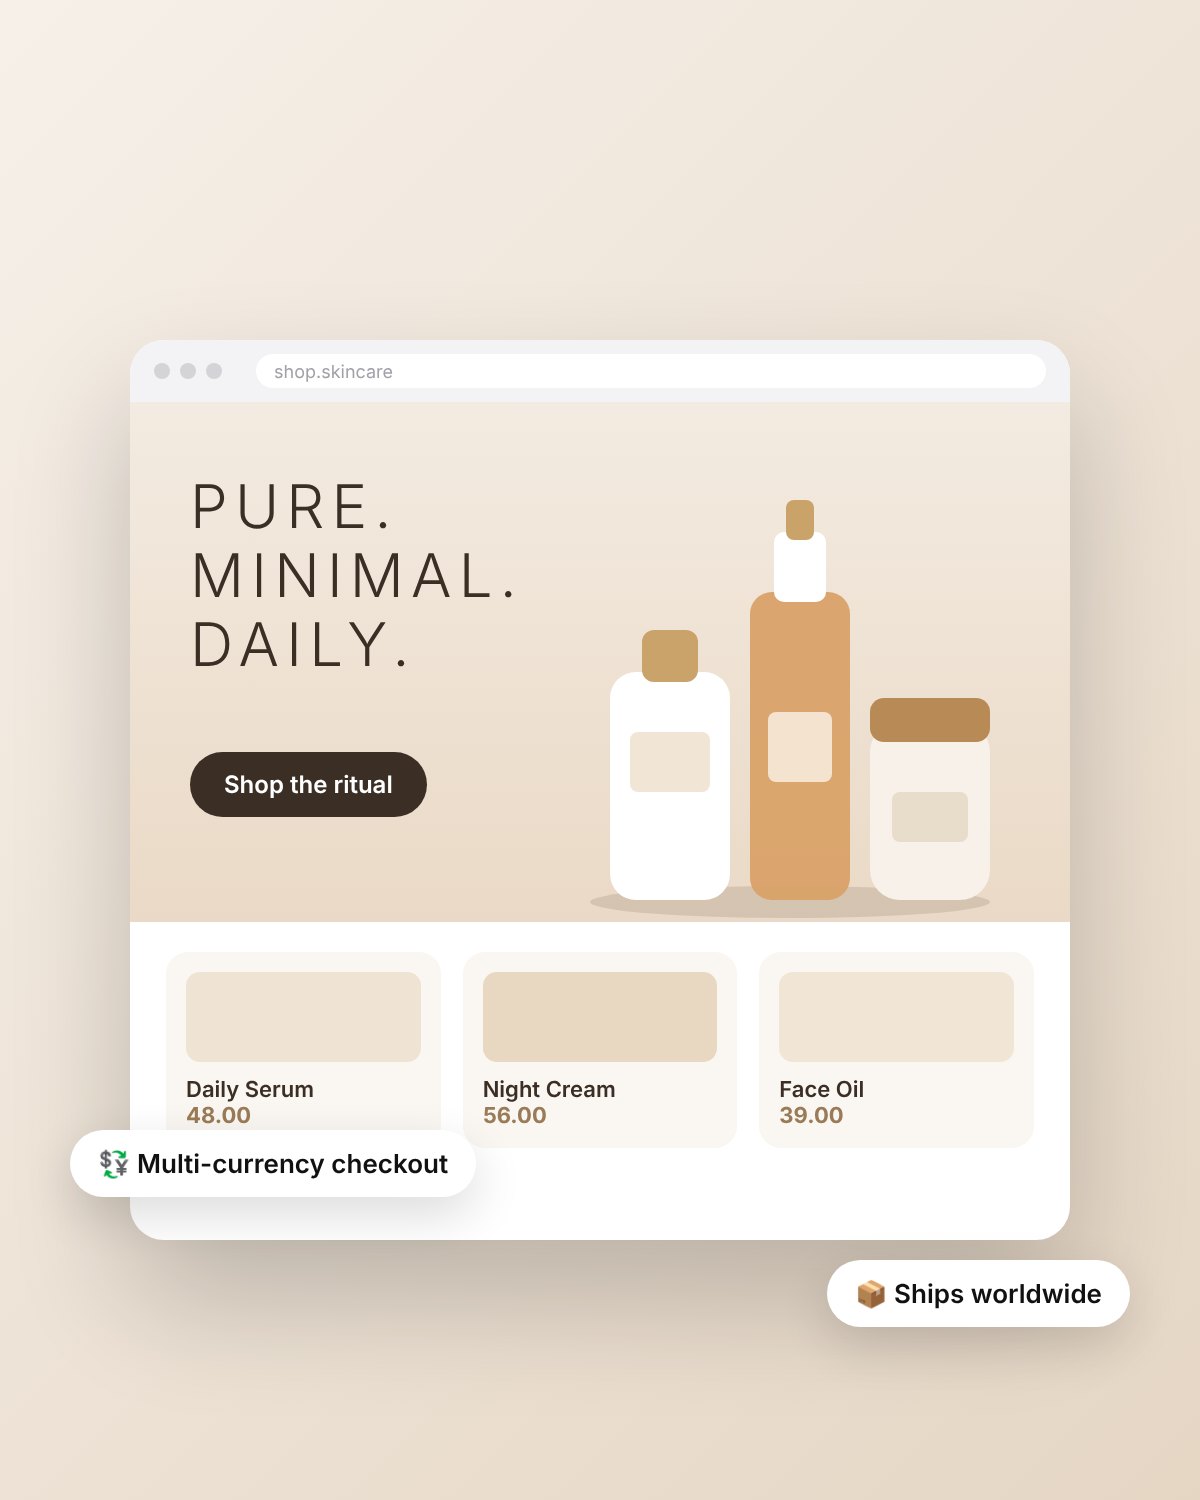 shop.skincare
PURE.
MINIMAL.
DAILY.
Shop the ritual
Daily Serum
48.00
Night Cream
56.00
Face Oil
39.00
💱 Multi-currency checkout
📦 Ships worldwide